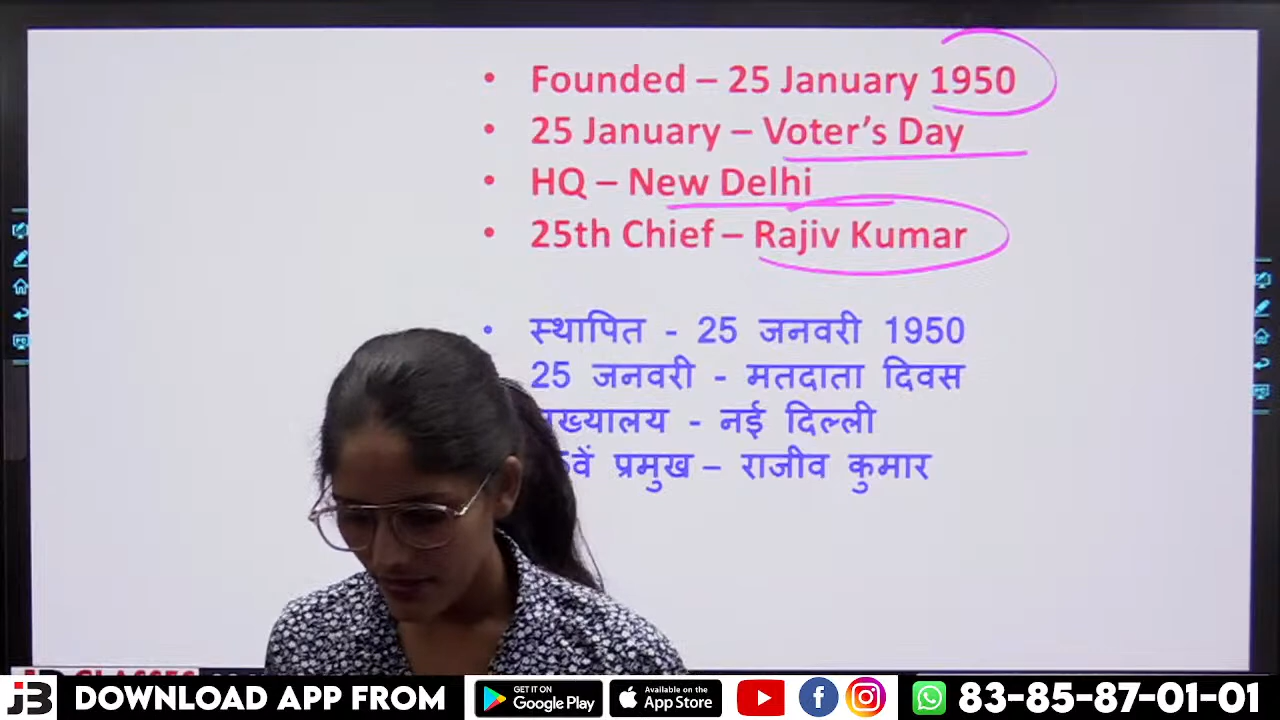 • Founded – 25 January 1950
• 25 January – Voter's Day
• HQ – New Delhi
• 25th Chief – Rajiv Kumar
• स्थापित - 25 जनवरी 1950
25 जनवरी - मतदाता दिवस
- नई दिल्ली
प्रमुख – राजीव कुमार
JB DOWNLOAD APP FROM
GET IT ON
Google Play
Available on the
App Store
83-85-87-01-01